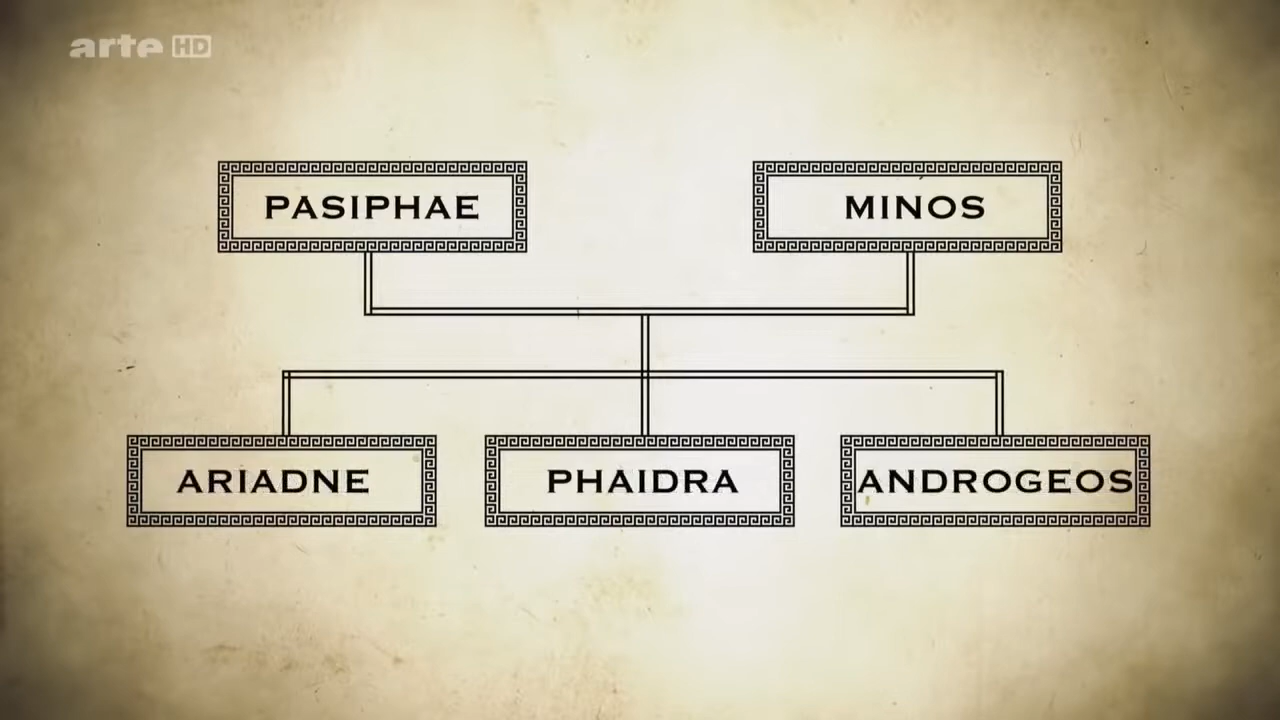 arte HD
PASIPHAE
MINOS
ARIADNE
PHAIDRA
ANDROGEOS